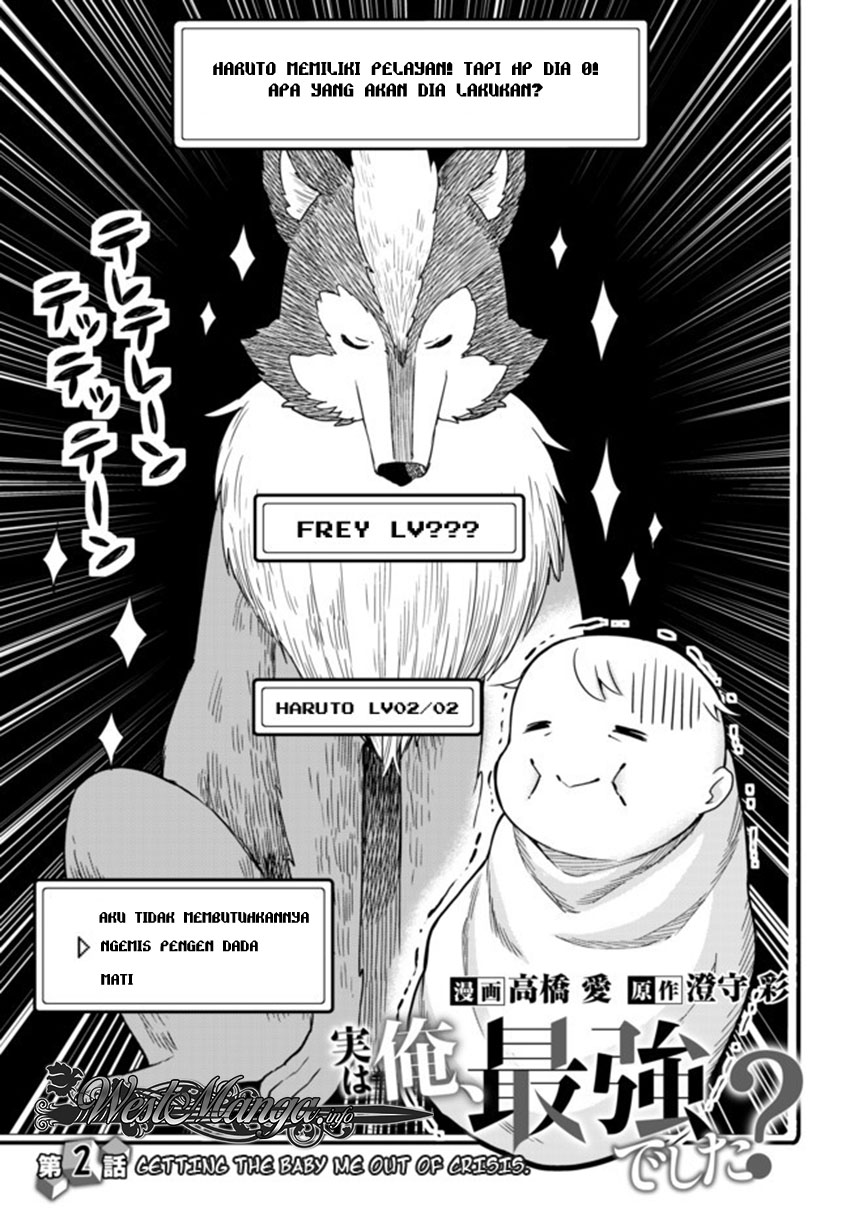 HARUTO MEMILIKI PELAYAN! TAPI HP DIA 0!
APA YANG AKAN DIA LAKUKAN?
テレテレーン
テッテッテーン
FREY LV???
HARUTO LV02/02
AKU TIDAK MEMBUTUHKANNYA
NGEMIS PENGEN DADA
MATI
漫画 高橋 愛 原作 澄守 彩
実は俺、最強でした?
WestManga.info
第2話 GETTING THE BABY ME OUT OF CRISIS.